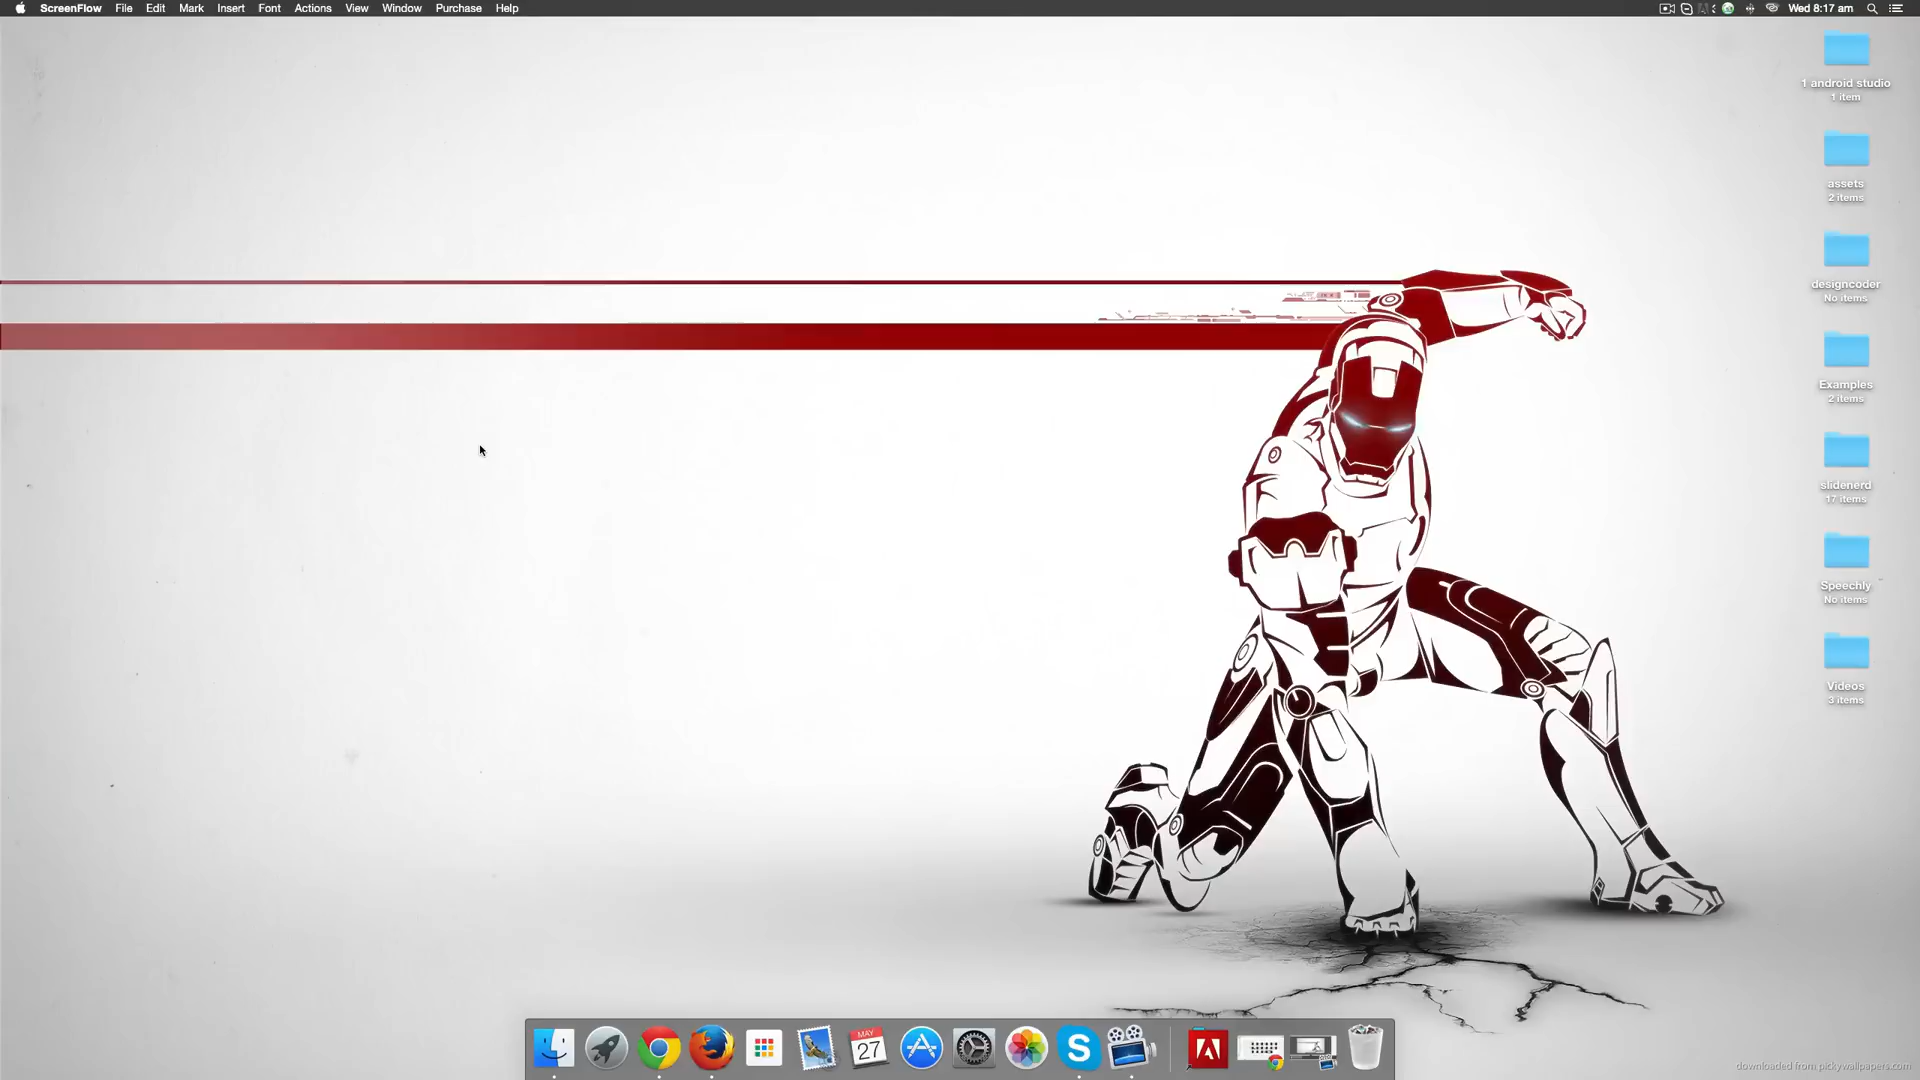 ScreenFlow File Edit Mark Insert Font Actions View Window Purchase Help
Wed 8:17 am
1 android studio
1 item
assets
2 items
designcoder
No items
Examples
2 items
slidenerd
17 items
Speechly
No items
Videos
3 items
MAY
27
downloaded from pickywallpapers.com